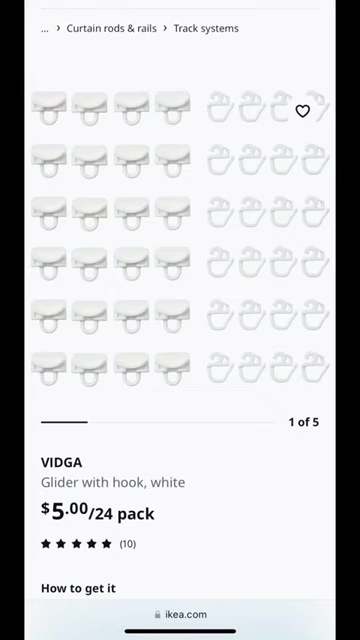 ... > Curtain rods & rails > Track systems
1 of 5
VIDGA
Glider with hook, white
$5.00/24 pack
★★★★★ (10)
How to get it
ikea.com